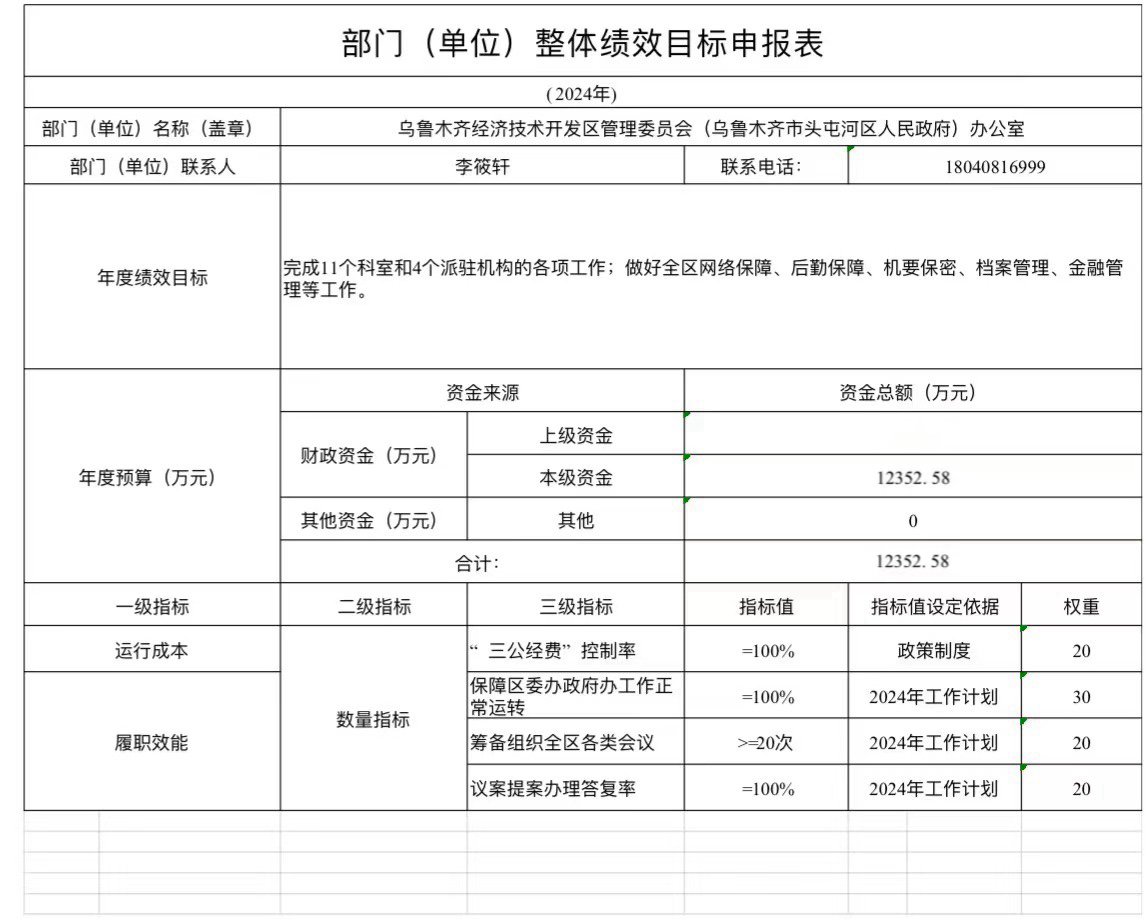 部门（单位）整体绩效目标申报表
(2024年)
部门（单位）名称（盖章） 乌鲁木齐经济技术开发区管理委员会（乌鲁木齐市头屯河区人民政府）办公室
部门（单位）联系人 李筱轩 联系电话： 18040816999
年度绩效目标
完成11个科室和4个派驻机构的各项工作；做好全区网络保障、后勤保障、机要保密、档案管理、金融管
理等工作。
年度预算（万元）
资金来源 资金总额（万元）
财政资金（万元）
上级资金
本级资金 12352.58
其他资金（万元） 其他 0
合计： 12352.58
一级指标 二级指标 三级指标 指标值 指标值设定依据 权重
运行成本 数量指标 “三公经费”控制率 =100% 政策制度 20
履职效能
保障区委办政府办工作正
常运转 =100% 2024年工作计划 30
筹备组织全区各类会议 >=20次 2024年工作计划 20
议案提案办理答复率 =100% 2024年工作计划 20